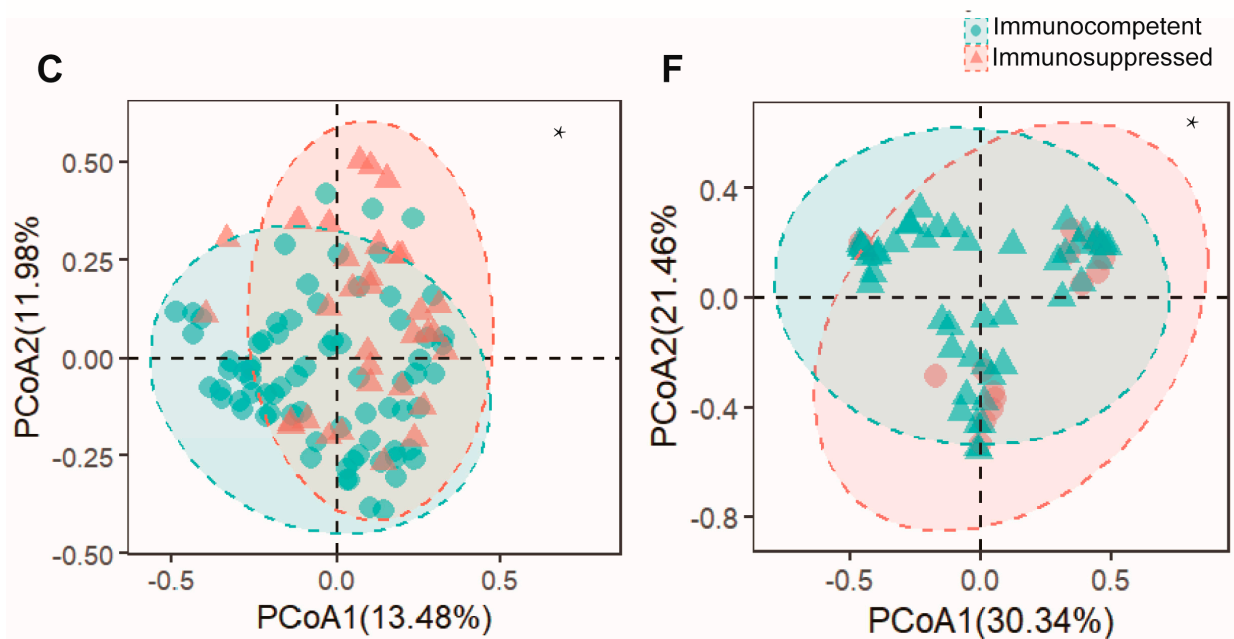 Immunocompetent
Immunosuppressed
C
F
*
*
PCoA2(11.98%
0.50
0.25
0.00
-0.25
-0.50
-0.5
0.0
0.5
PCoA1(13.48%)
PCoA2(21.46%
0.4
0.0
-0.4
-0.8
-0.5
0.0
0.5
PCoA1(30.34%)